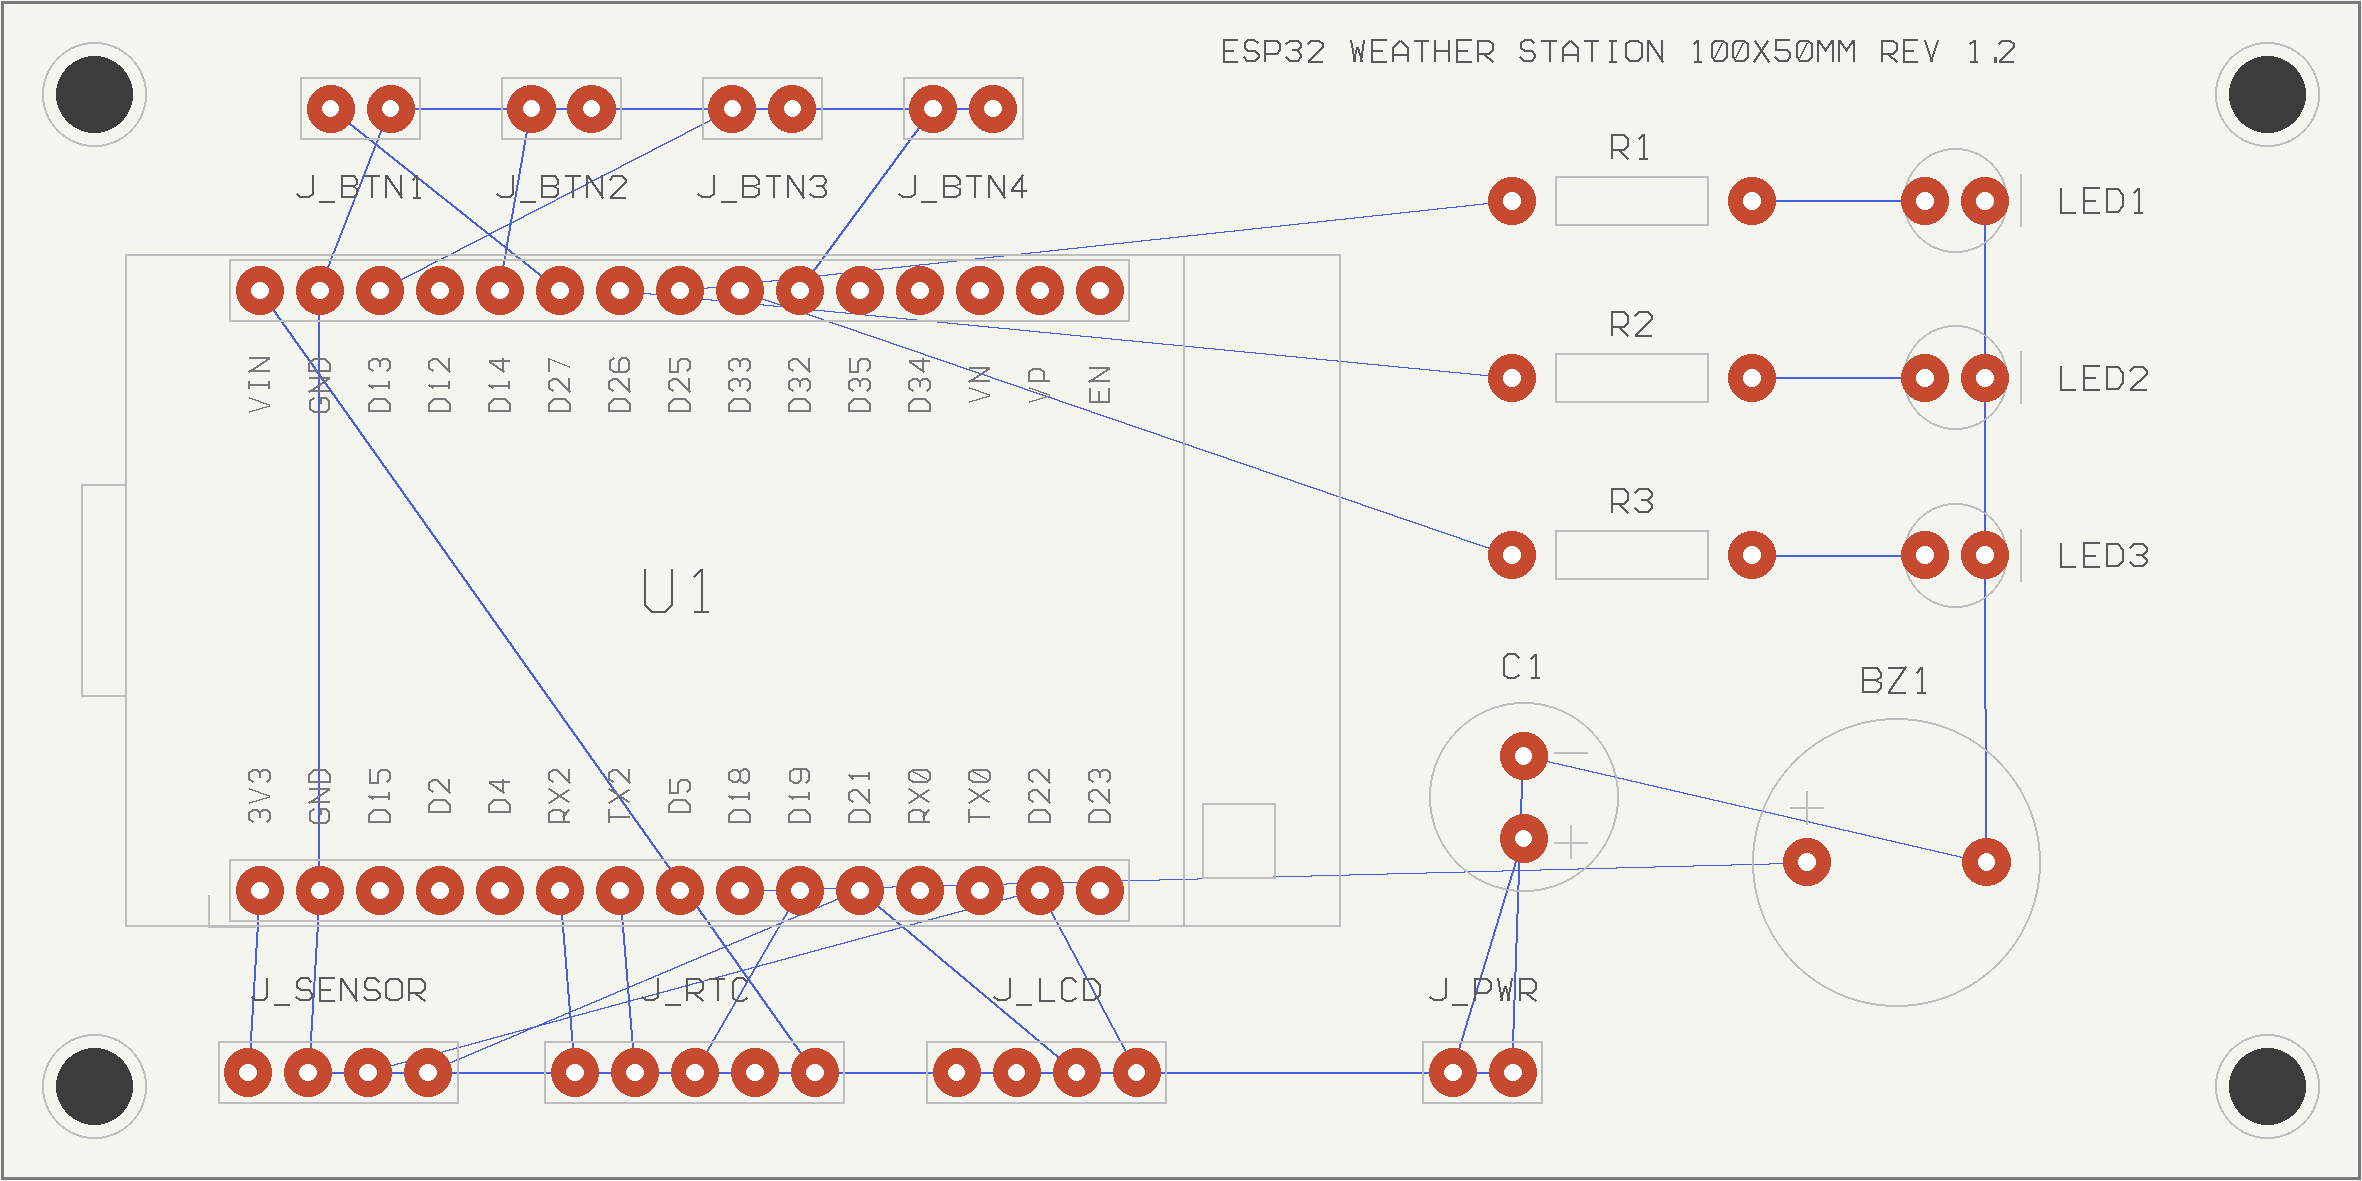 ESP32 WEATHER STATION 100X50MM REV 1.2
R1
J_BTN1 J_BTN2 J_BTN3 J_BTN4
LED1
R2
VIN GND D13 D12 D14 D27 D26 D25 D33 D32 D35 D34 VN VP EN
LED2
R3
LED3
U1
C1
BZ1
−
+
3V3 GND D15 D2 D4 RX2 TX2 D5 D18 D19 D21 RX0 TX0 D22 D23
+
J_SENSOR J_RTC J_LCD J_PWR